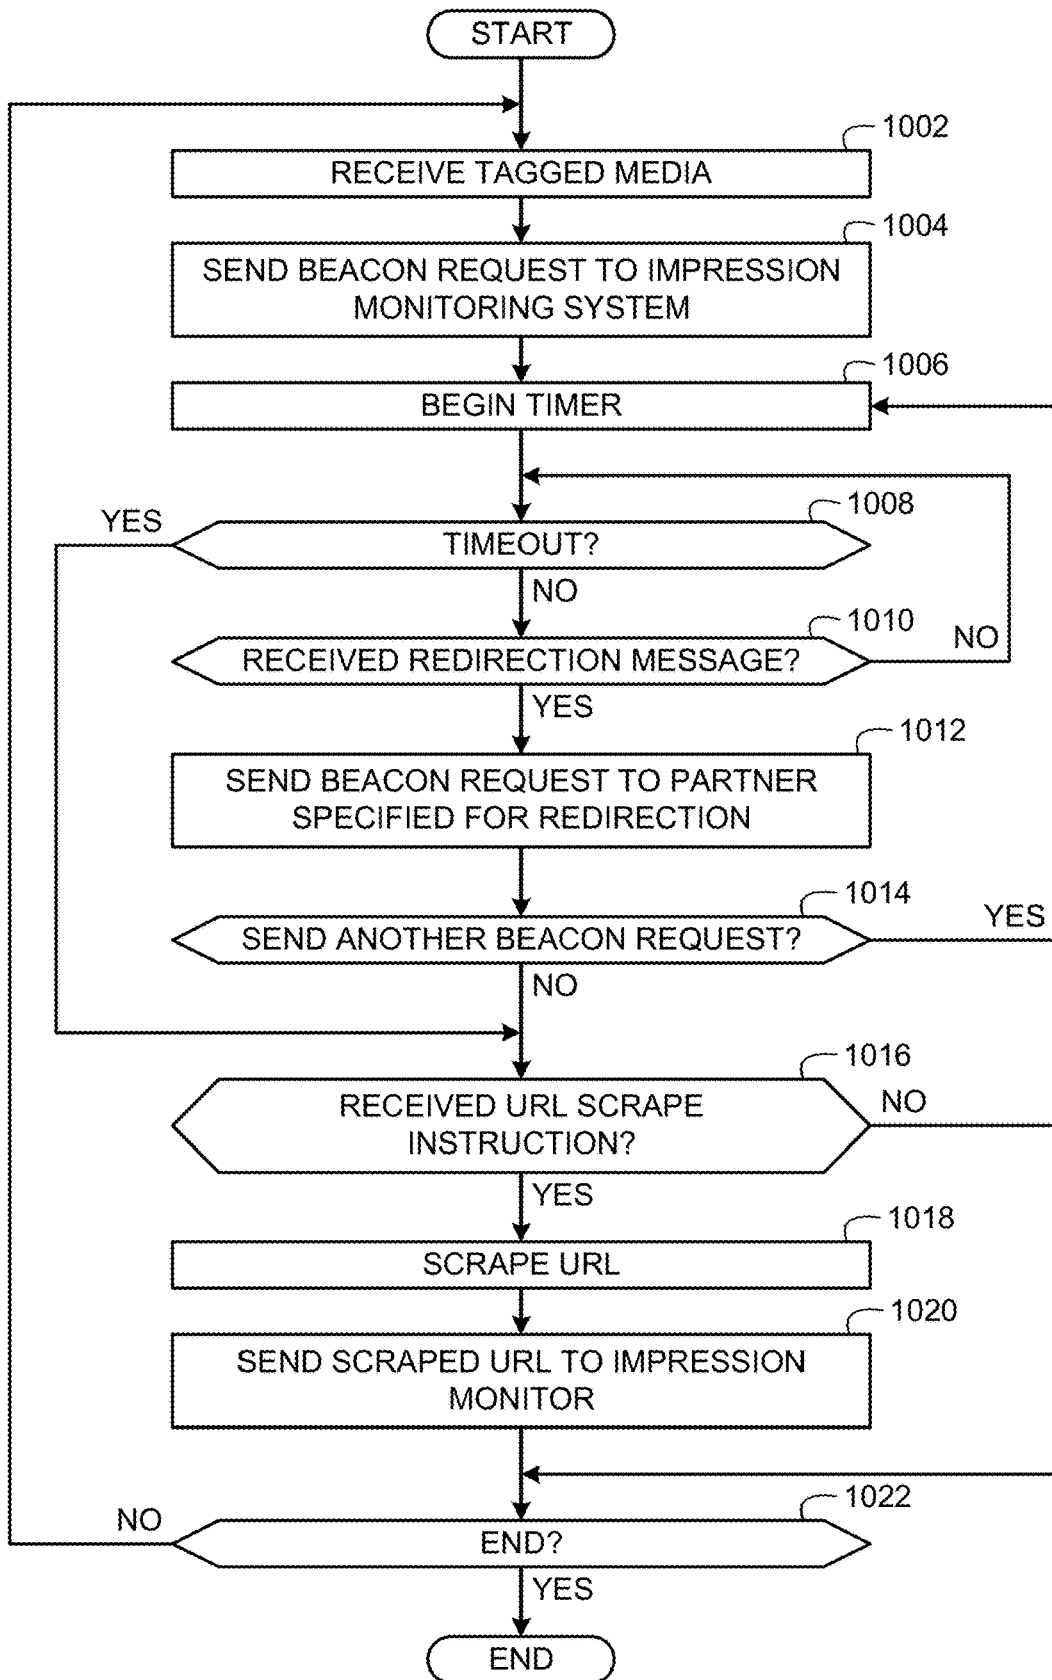 START
1002
RECEIVE TAGGED MEDIA
1004
SEND BEACON REQUEST TO IMPRESSION
MONITORING SYSTEM
1006
BEGIN TIMER
1008
YES
TIMEOUT?
NO
1010
RECEIVED REDIRECTION MESSAGE?
NO
YES
1012
SEND BEACON REQUEST TO PARTNER
SPECIFIED FOR REDIRECTION
1014
YES
SEND ANOTHER BEACON REQUEST?
NO
1016
RECEIVED URL SCRAPE
INSTRUCTION?
NO
YES
1018
SCRAPE URL
1020
SEND SCRAPED URL TO IMPRESSION
MONITOR
1022
NO
END?
YES
END